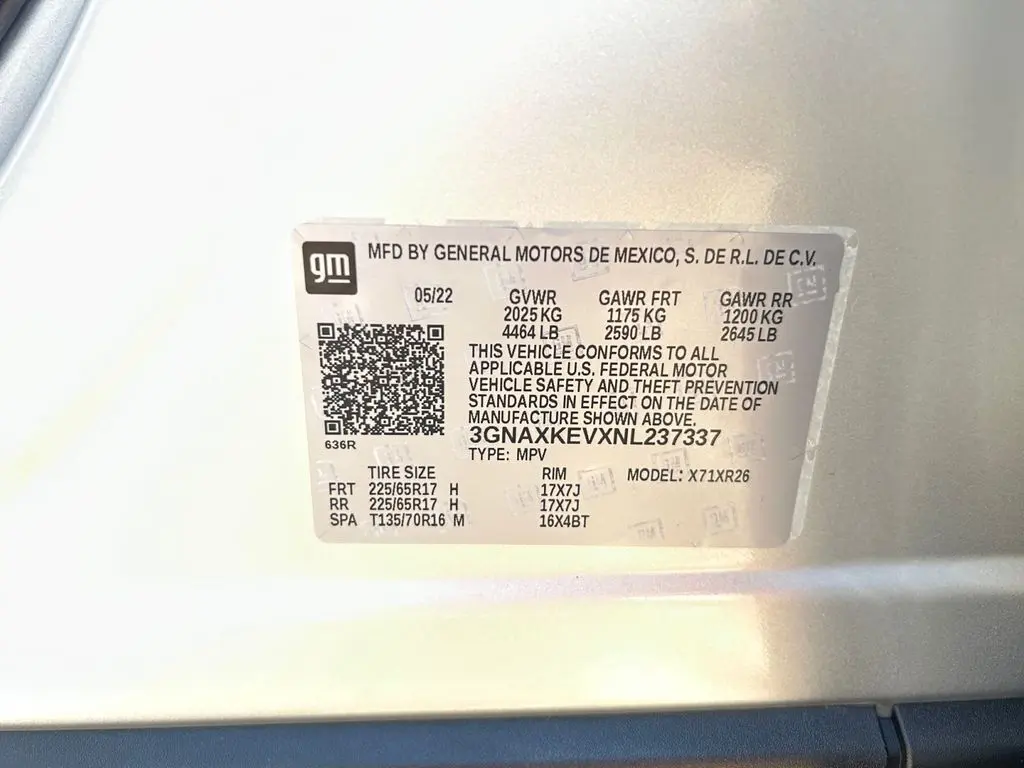 gm
MFD BY GENERAL MOTORS DE MEXICO, S. DE R.L. DE C.V.
05/22 GVWR GAWR FRT GAWR RR
2025 KG 1175 KG 1200 KG
4464 LB 2590 LB 2645 LB
THIS VEHICLE CONFORMS TO ALL
APPLICABLE U.S. FEDERAL MOTOR
VEHICLE SAFETY AND THEFT PREVENTION
STANDARDS IN EFFECT ON THE DATE OF
MANUFACTURE SHOWN ABOVE.
3GNAXKEVXNL237337
636R
TYPE: MPV
TIRE SIZE RIM MODEL: X71XR26
FRT 225/65R17 H 17X7J
RR 225/65R17 H 17X7J
SPA T135/70R16 M 16X4BT